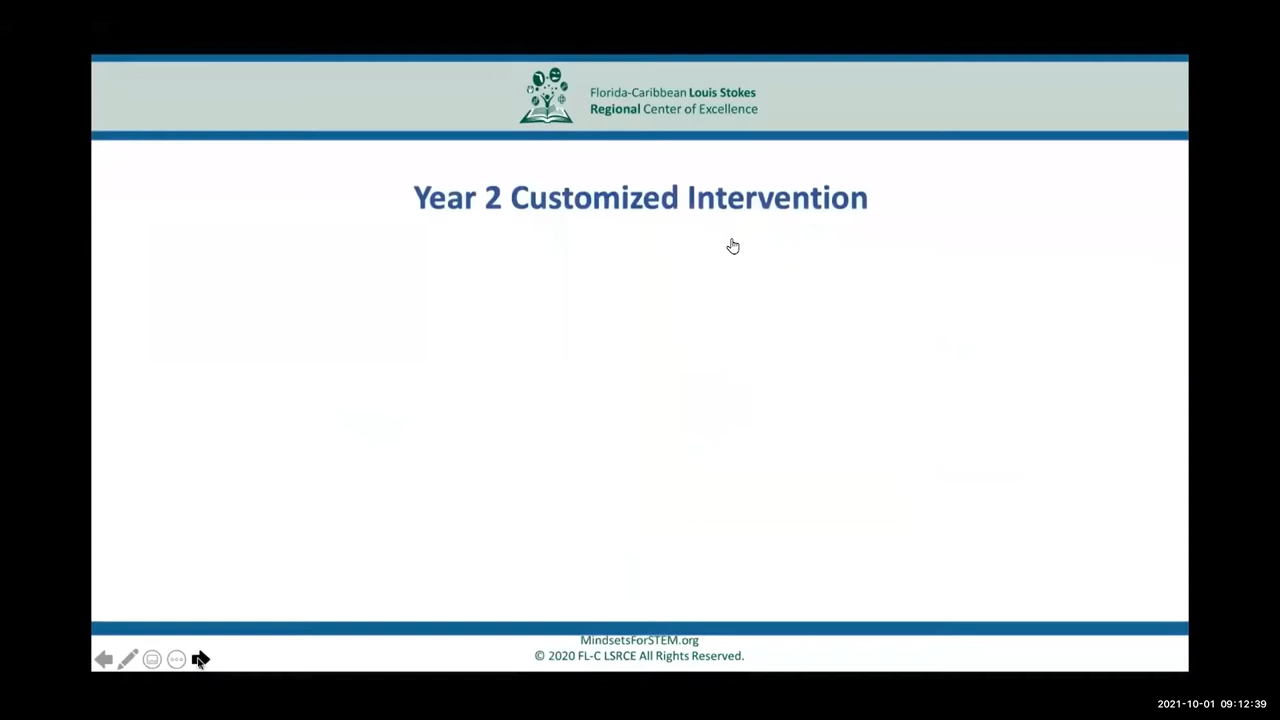 Florida-Caribbean Louis Stokes
Regional Center of Excellence
Year 2 Customized Intervention
MindsetsForSTEM.org
© 2020 FL-C LSRCE All Rights Reserved.
2021-10-01 09:12:39